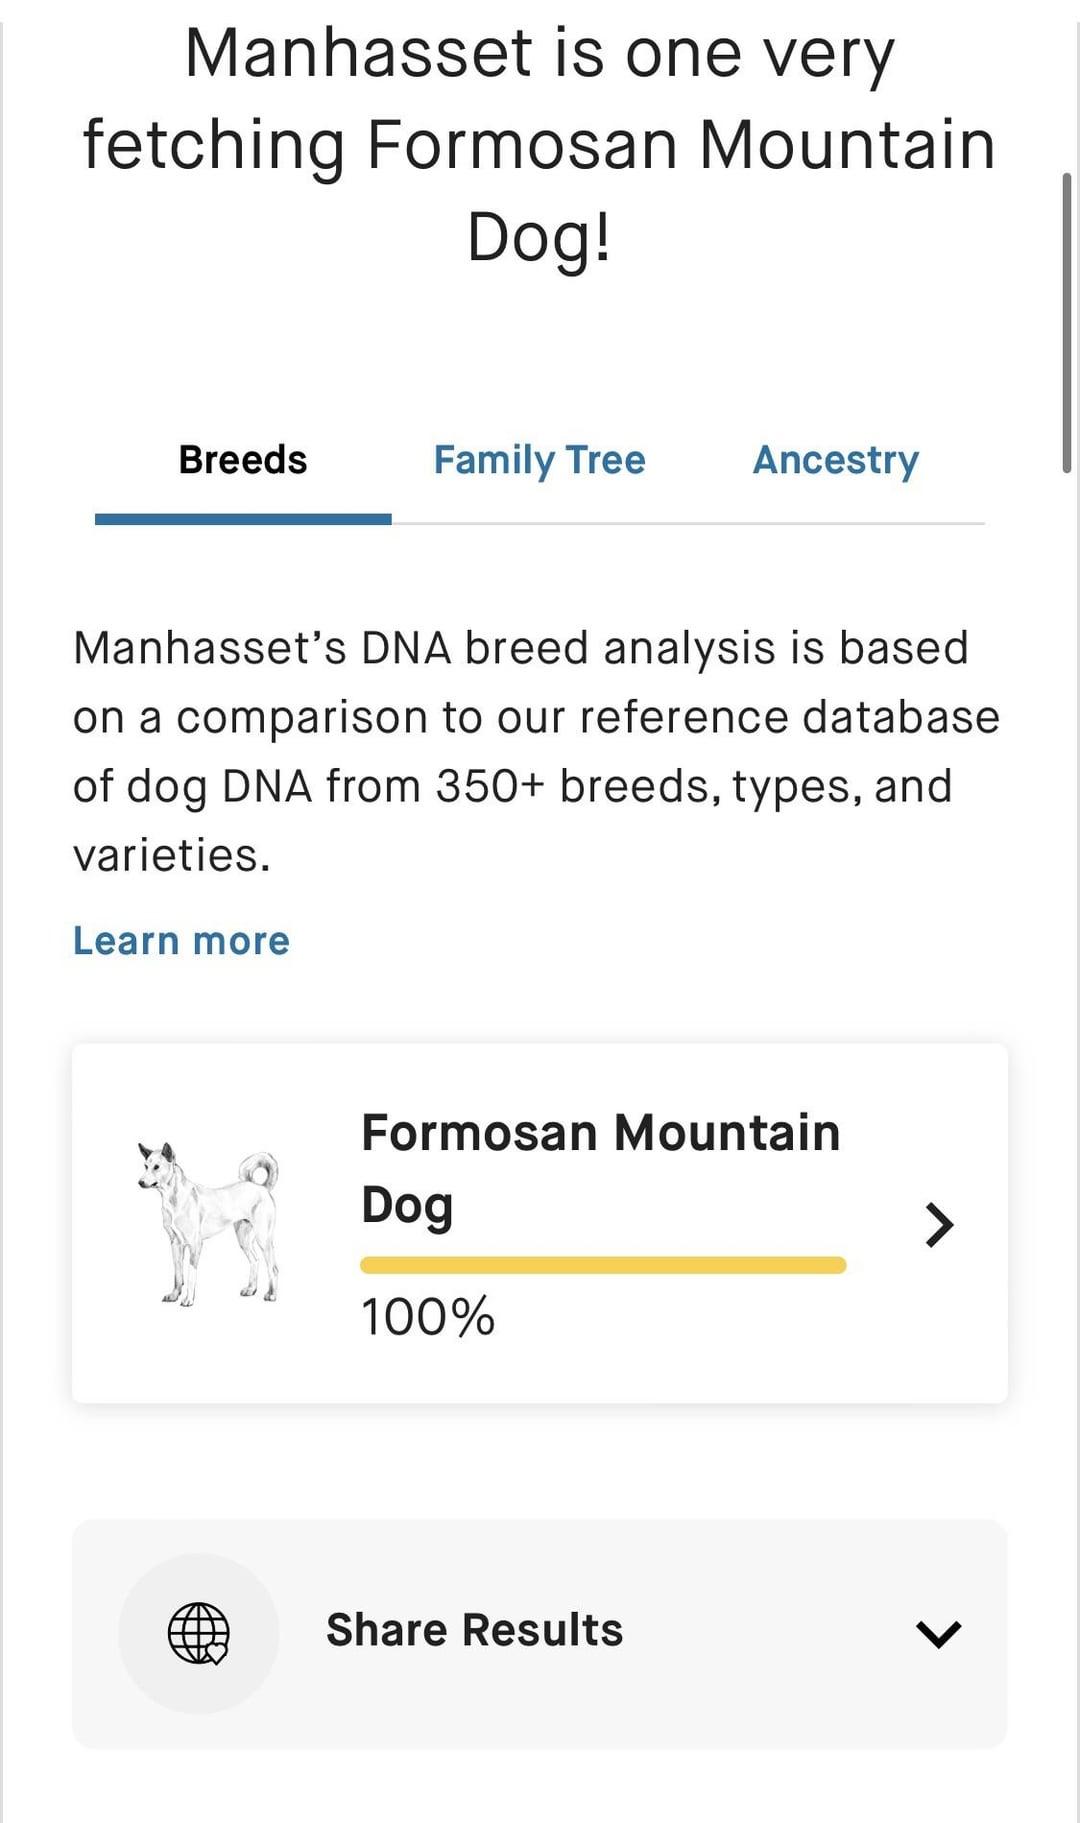 Manhasset is one very
fetching Formosan Mountain
Dog!
Breeds Family Tree Ancestry
Manhasset’s DNA breed analysis is based
on a comparison to our reference database
of dog DNA from 350+ breeds, types, and
varieties.
Learn more
Formosan Mountain
Dog
100%
Share Results